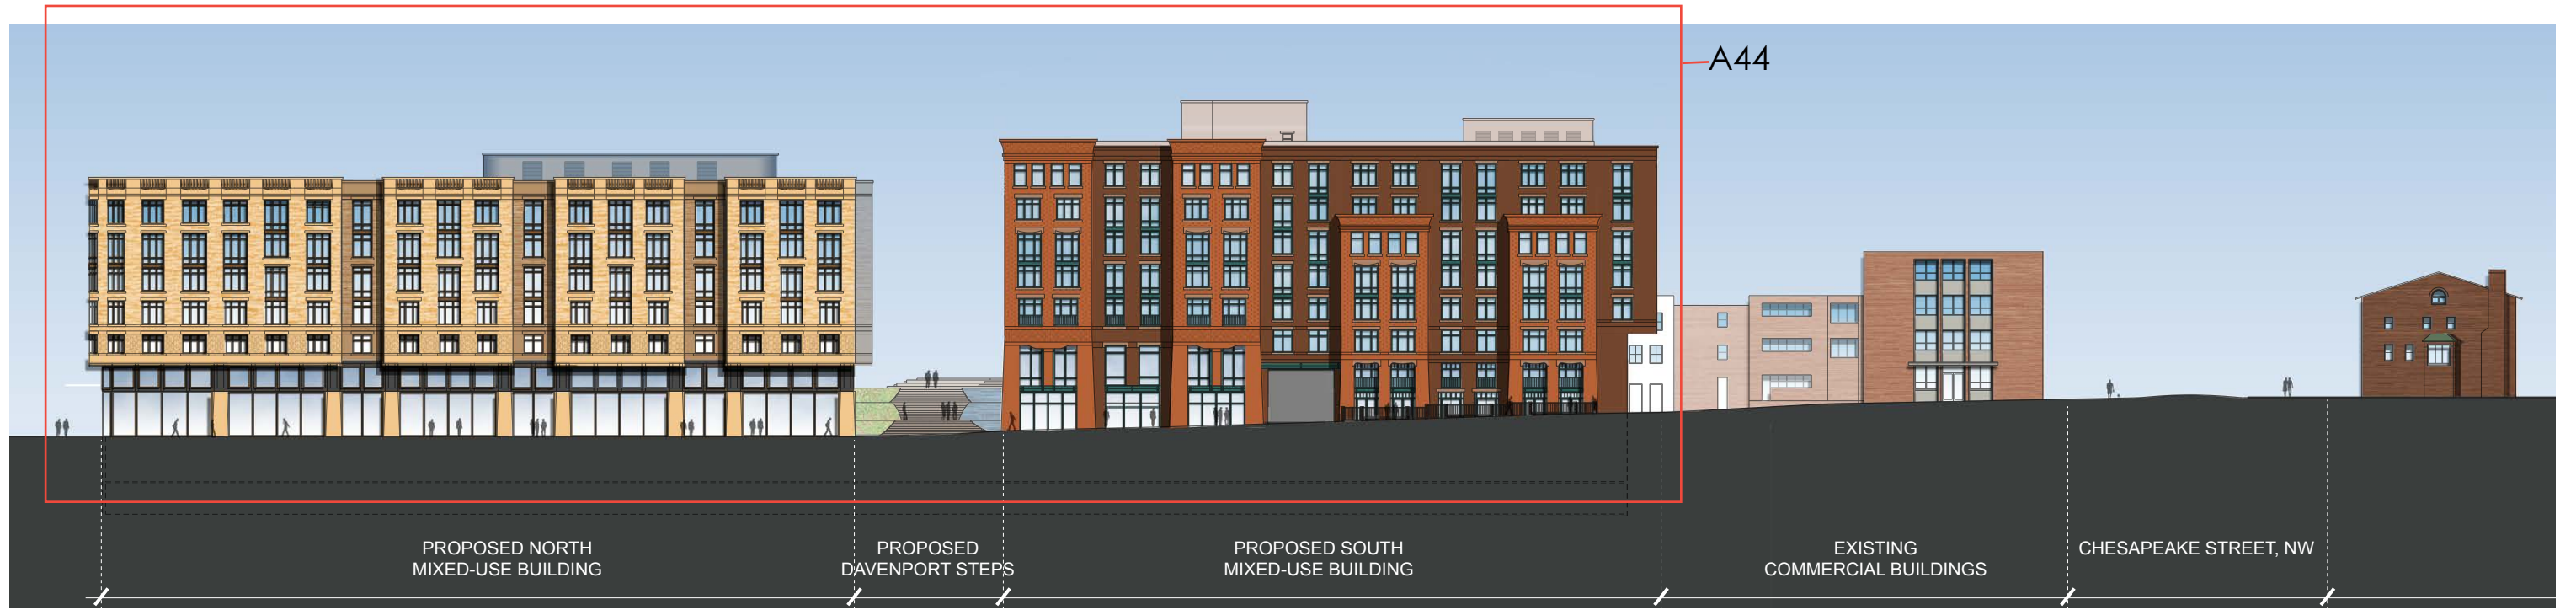 A44
PROPOSED NORTH
MIXED-USE BUILDING
PROPOSED
DAVENPORT STEPS
PROPOSED SOUTH
MIXED-USE BUILDING
EXISTING
COMMERCIAL BUILDINGS
CHESAPEAKE STREET, NW